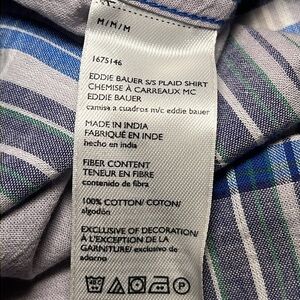 M/M/M
1675146
EDDIE BAUER S/S PLAID SHIRT
CHEMISE À CARREAUX MC
EDDIE BAUER
camisa a cuadros m/c eddie bauer
MADE IN INDIA
FABRIQUÉ EN INDE
hecho en india
FIBER CONTENT
TENEUR EN FIBRE
contenido de fibra
100% COTTON/ COTON/
algodón
EXCLUSIVE OF DECORATION/
À L'EXCEPTION DE LA
GARNITURE/ exclusivo de
adorne
P